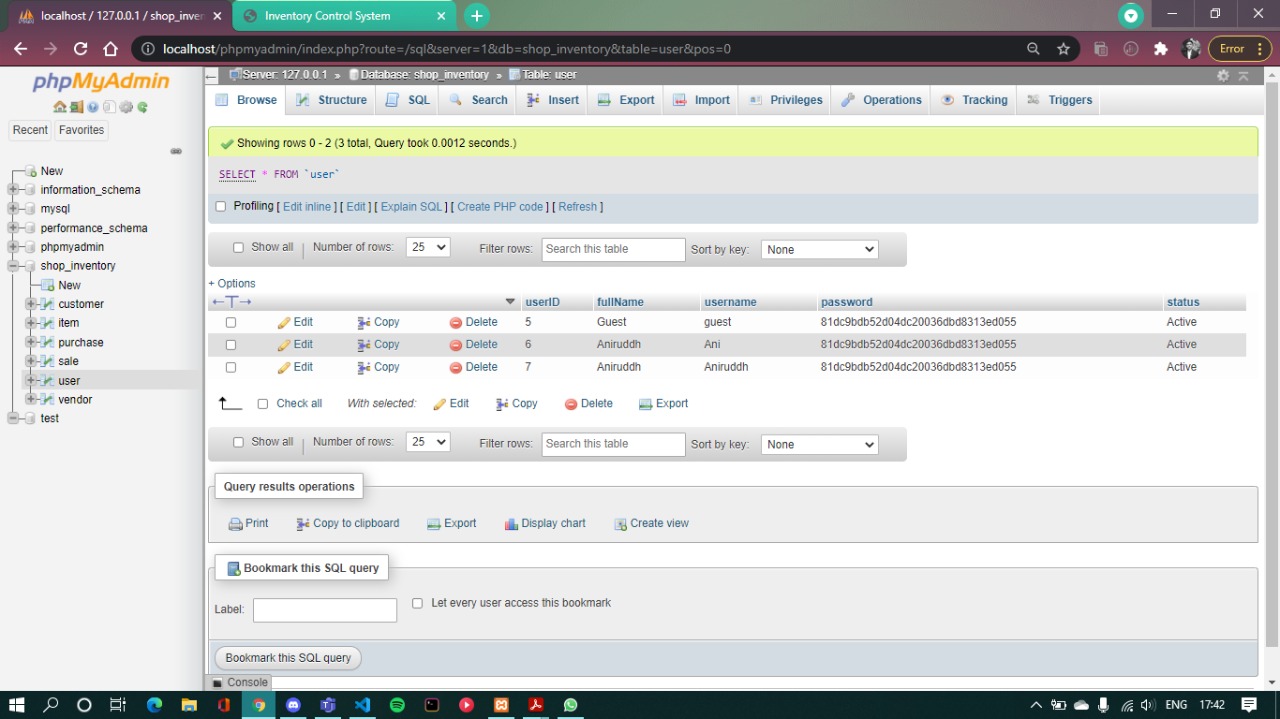 localhost / 127.0.0.1 / shop_inven
Inventory Control System
localhost/phpmyadmin/index.php?route=/sql&server=1&db=shop_inventory&table=user&pos=0
Error
phpMyAdmin
Recent Favorites
New
information_schema
mysql
performance_schema
phpmyadmin
shop_inventory
New
customer
item
purchase
sale
user
vendor
test
Server: 127.0.0.1 » Database: shop_inventory » Table: user
Browse Structure SQL Search Insert Export Import Privileges Operations Tracking Triggers
Showing rows 0 - 2 (3 total, Query took 0.0012 seconds.)
SELECT * FROM `user`
Profiling [ Edit inline ] [ Edit ] [ Explain SQL ] [ Create PHP code ] [ Refresh ]
Show all Number of rows: 25 Filter rows: Search this table Sort by key: None
+ Options
←T→ userID fullName username password status
Edit Copy Delete 5 Guest guest 81dc9bdb52d04dc20036dbd8313ed055 Active
Edit Copy Delete 6 Aniruddh Ani 81dc9bdb52d04dc20036dbd8313ed055 Active
Edit Copy Delete 7 Aniruddh Aniruddh 81dc9bdb52d04dc20036dbd8313ed055 Active
Check all With selected: Edit Copy Delete Export
Show all Number of rows: 25 Filter rows: Search this table Sort by key: None
Query results operations
Print Copy to clipboard Export Display chart Create view
Bookmark this SQL query
Label: Let every user access this bookmark
Bookmark this SQL query
Console
ENG 17:42